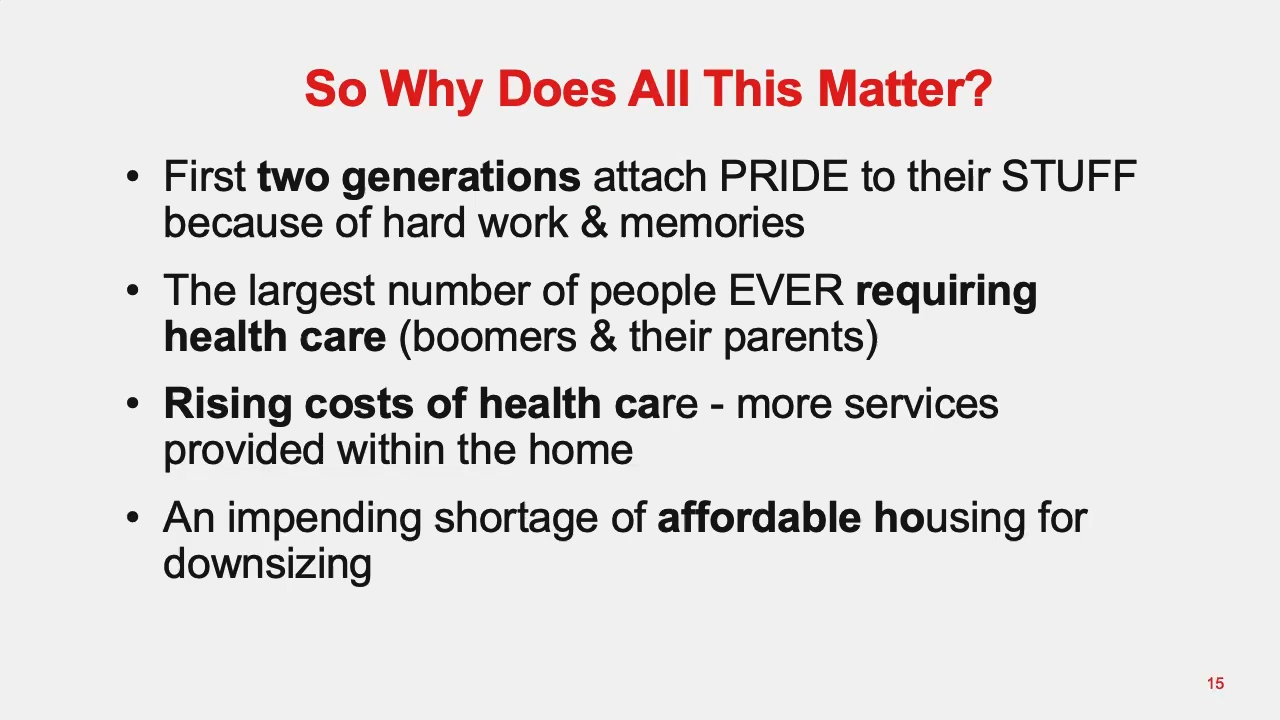 So Why Does All This Matter?
• First two generations attach PRIDE to their STUFF
because of hard work & memories
• The largest number of people EVER requiring
health care (boomers & their parents)
• Rising costs of health care - more services
provided within the home
• An impending shortage of affordable housing for
downsizing
15